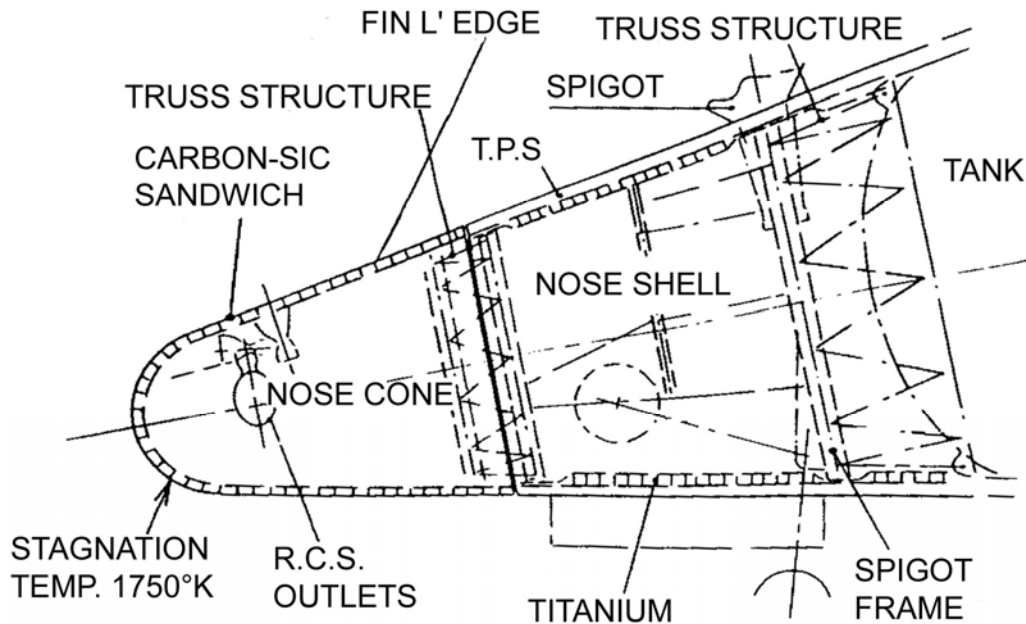 FIN L' EDGE
TRUSS STRUCTURE
SPIGOT
TRUSS STRUCTURE
CARBON-SIC
SANDWICH
T.P.S
TANK
NOSE SHELL
NOSE CONE
STAGNATION
TEMP. 1750°K
R.C.S.
OUTLETS
TITANIUM
SPIGOT
FRAME